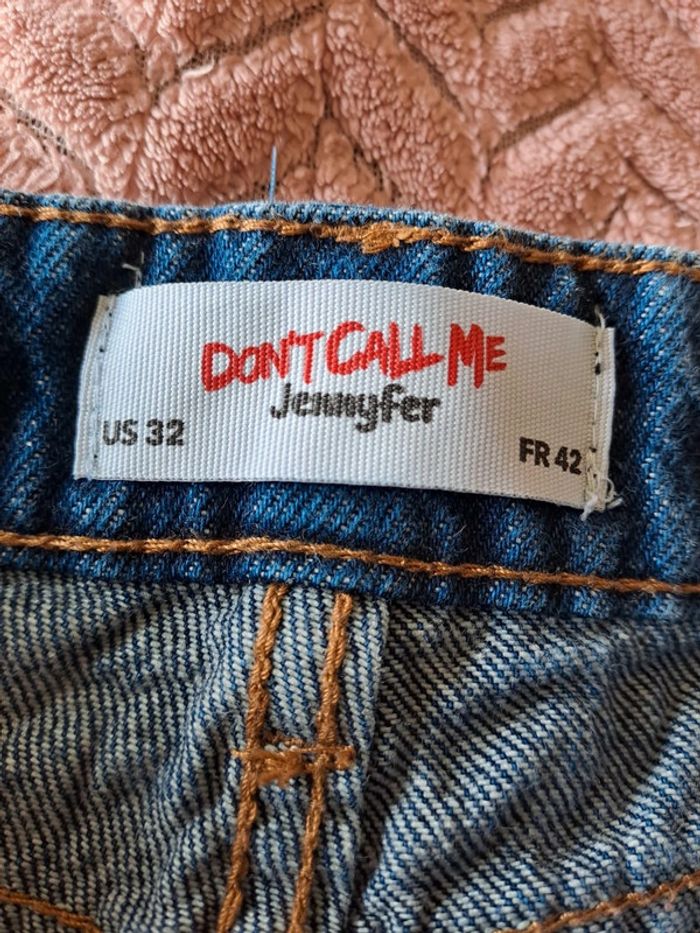 DON'T CALL ME
Jennyfer
US 32
FR 42